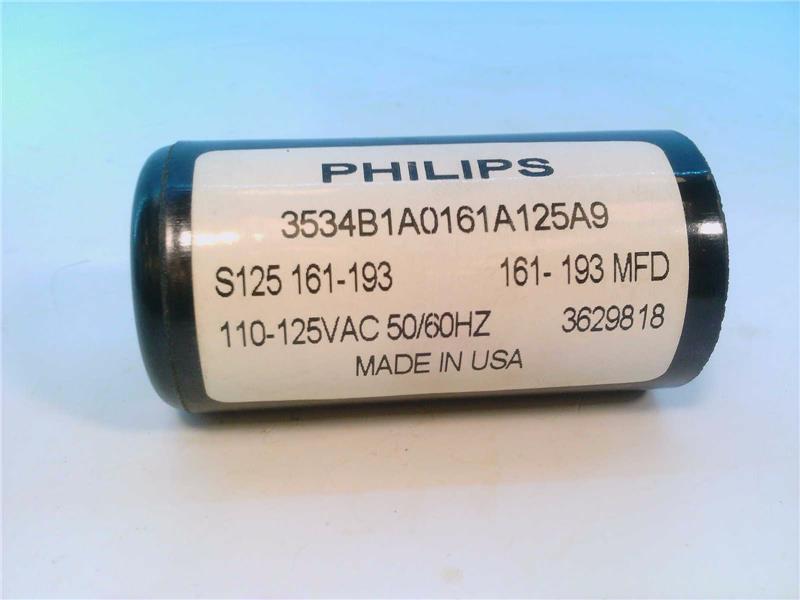 PHILIPS
3534B1A0161A125A9
S125 161-193 161- 193 MFD
110-125VAC 50/60HZ 3629818
MADE IN USA